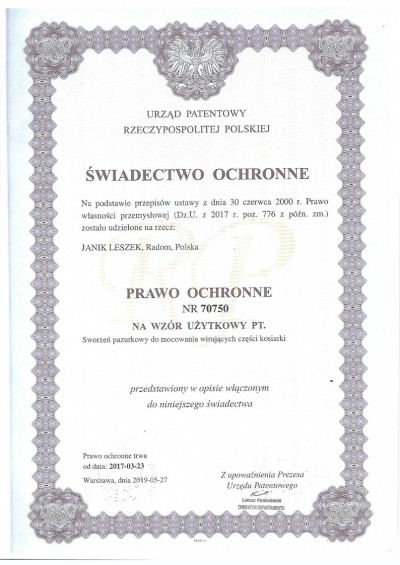 URZĄD PATENTOWY
RZECZYPOSPOLITEJ POLSKIEJ
ŚWIADECTWO OCHRONNE
Na podstawie przepisów ustawy z dnia 30 czerwca 2000 r. Prawo
własności przemysłowej (Dz.U. z 2017 r. poz. 776 z późn. zm.)
zostało udzielone na rzecz:
JANIK LESZEK, Radom, Polska
PRAWO OCHRONNE
NR 70750
NA WZÓR UŻYTKOWY PT.
Sworzeń pazurkowy do mocowania wirujących części kosiarki
przedstawiony w opisie włączonym
do niniejszego świadectwa
Prawo ochronne trwa
od dnia: 2017-03-23
Warszawa, dnia 2019-05-27
Z upoważnienia Prezesa
Urzędu Patentowego
DYREKTOR DEPARTAMENTU